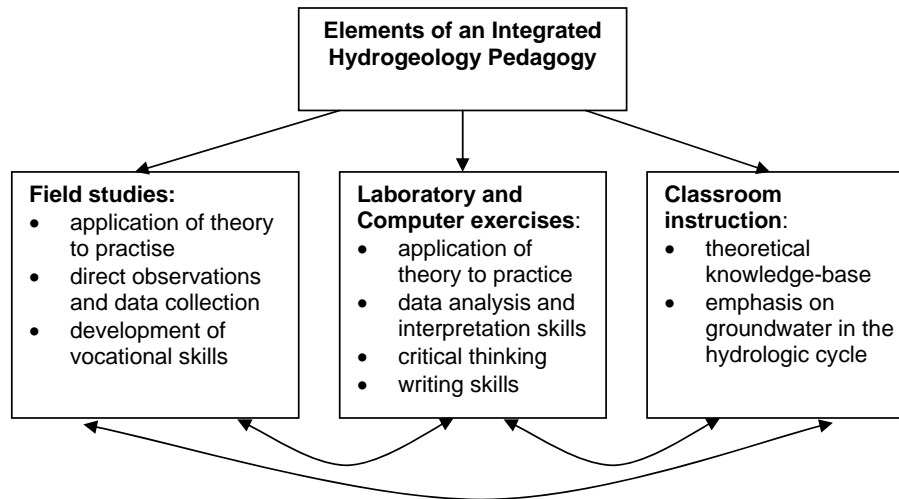 Elements of an Integrated
Hydrogeology Pedagogy
Field studies:
• application of theory
to practise
• direct observations
and data collection
• development of
vocational skills
Laboratory and
Computer exercises:
• application of
theory to practice
• data analysis and
interpretation skills
• critical thinking
• writing skills
Classroom
instruction:
• theoretical
knowledge-base
• emphasis on
groundwater in the
hydrologic cycle